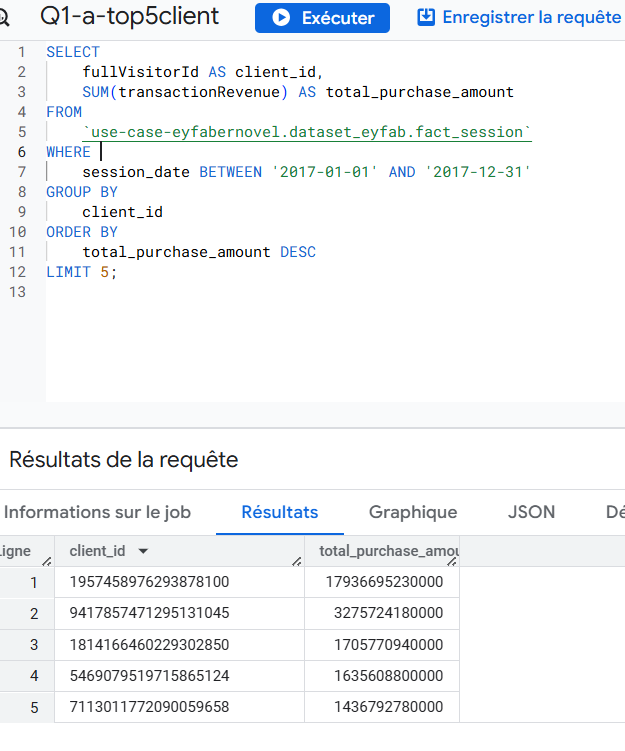 Q1-a-top5client
Exécuter
Enregistrer la requête
1 SELECT
2 fullVisitorId AS client_id,
3 SUM(transactionRevenue) AS total_purchase_amount
4 FROM
5 `use-case-eyfabernovel.dataset_eyfab.fact_session`
6 WHERE
7 session_date BETWEEN '2017-01-01' AND '2017-12-31'
8 GROUP BY
9 client_id
10 ORDER BY
11 total_purchase_amount DESC
12 LIMIT 5;
13
Résultats de la requête
Informations sur le job Résultats Graphique JSON Dé
Ligne client_id total_purchase_amou
1 1957458976293878100 17936695230000
2 9417857471295131045 3275724180000
3 1814166460229302850 1705770940000
4 5469079519715865124 1635608800000
5 7113011772090059658 1436792780000